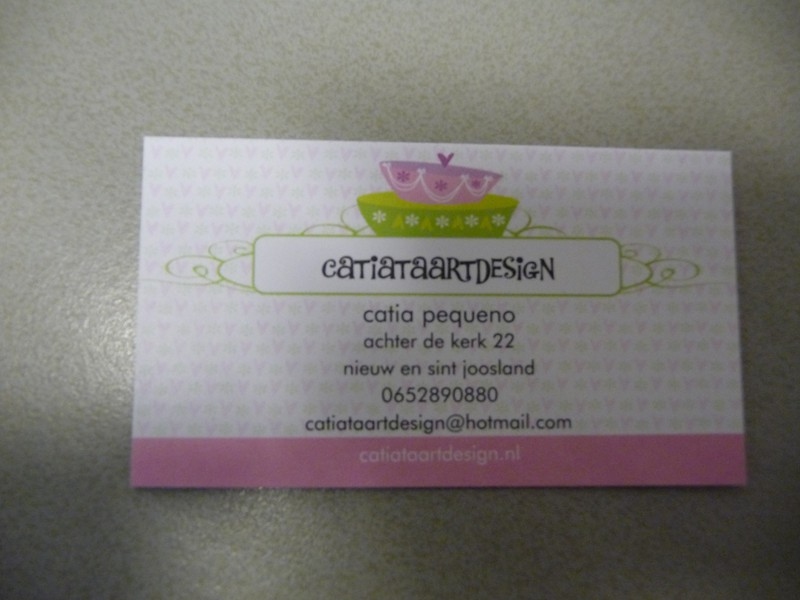 CATIATAARTDESIGN
catia pequeno
achter de kerk 22
nieuw en sint joosland
0652890880
catiataartdesign@hotmail.com
catiataartdesign.nl